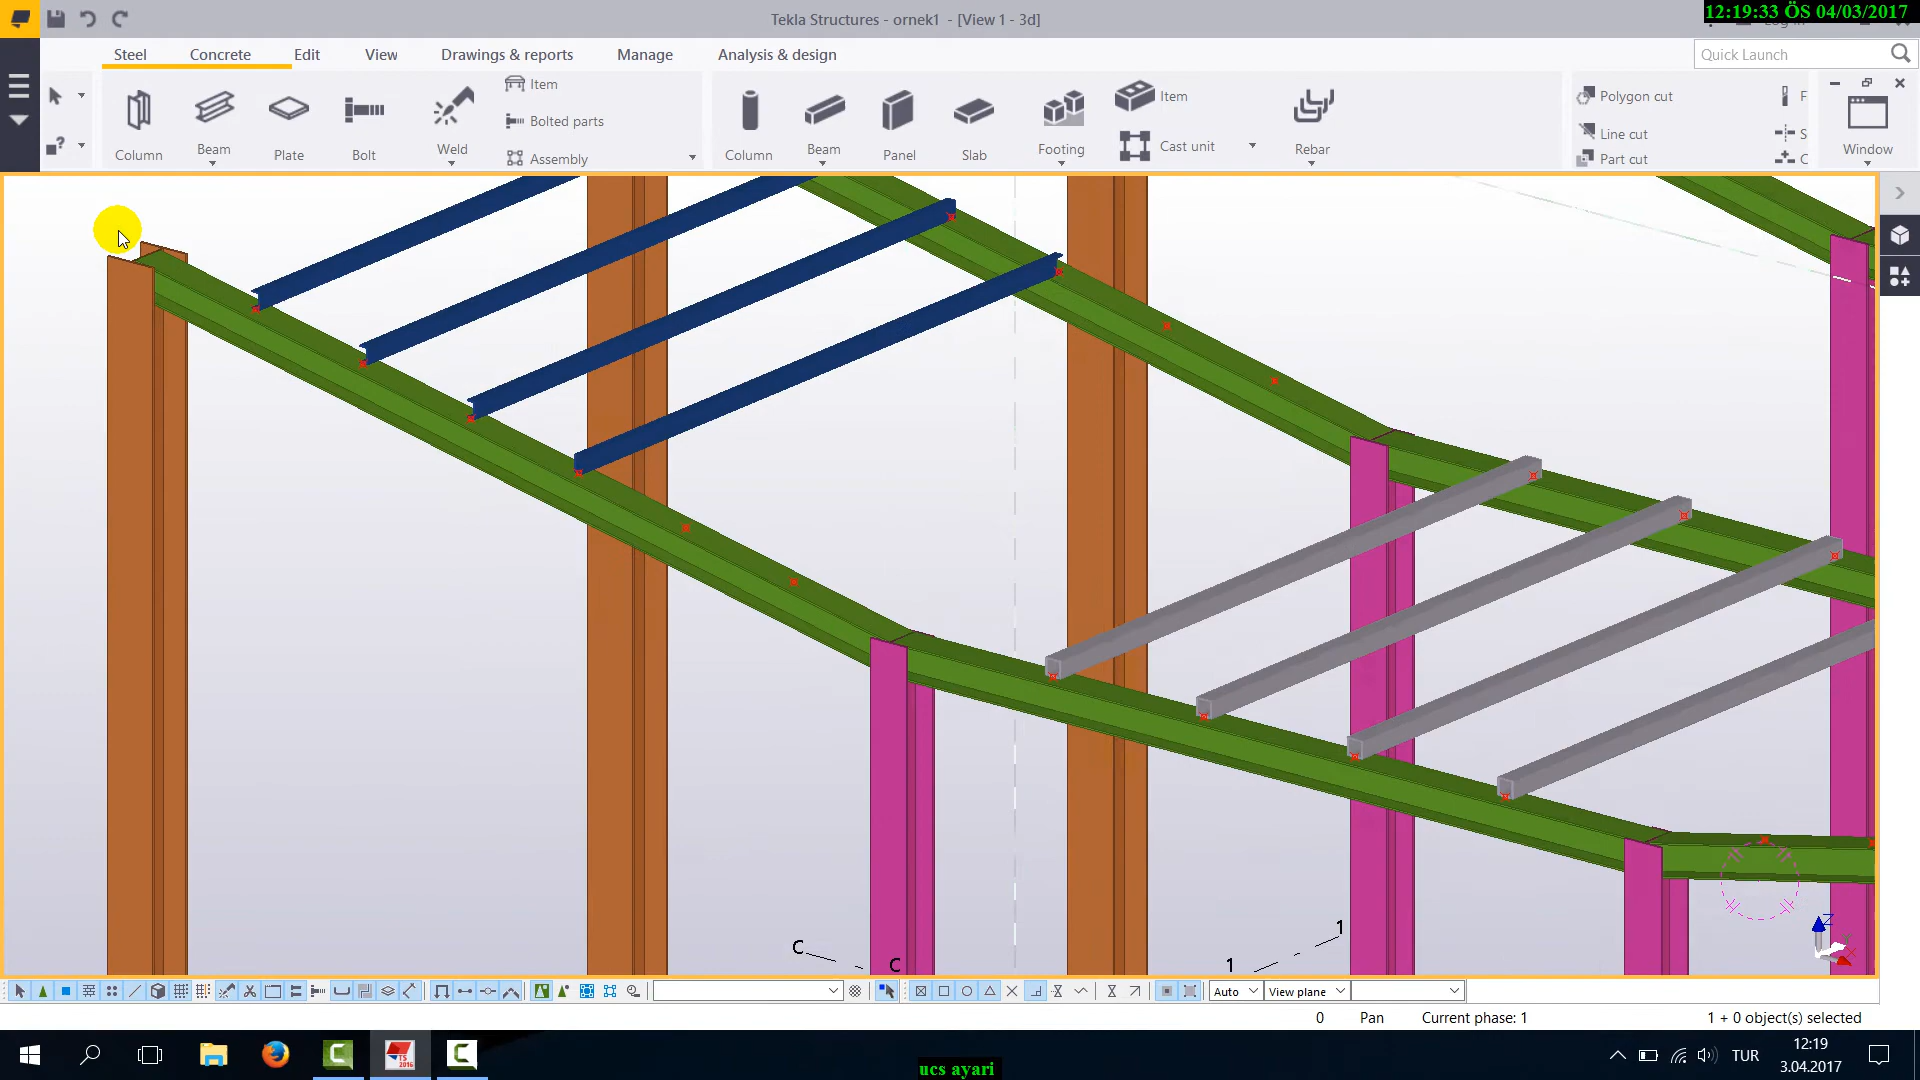 Tekla Structures - ornek1 - [View 1 - 3d]
12:19:33 ÖS 04/03/2017
Steel
Concrete
Edit
View
Drawings & reports
Manage
Analysis & design
Quick Launch
Column
Beam
Plate
Bolt
Weld
Item
Bolted parts
Assembly
Column
Beam
Panel
Slab
Footing
Item
Cast unit
Rebar
Polygon cut
Line cut
Part cut
F
S
C
Window
C
C
1
1
Z
Auto
View plane
0
Pan
Current phase: 1
1 + 0 object(s) selected
TS
2016
TUR
12:19
3.04.2017
ucs ayari